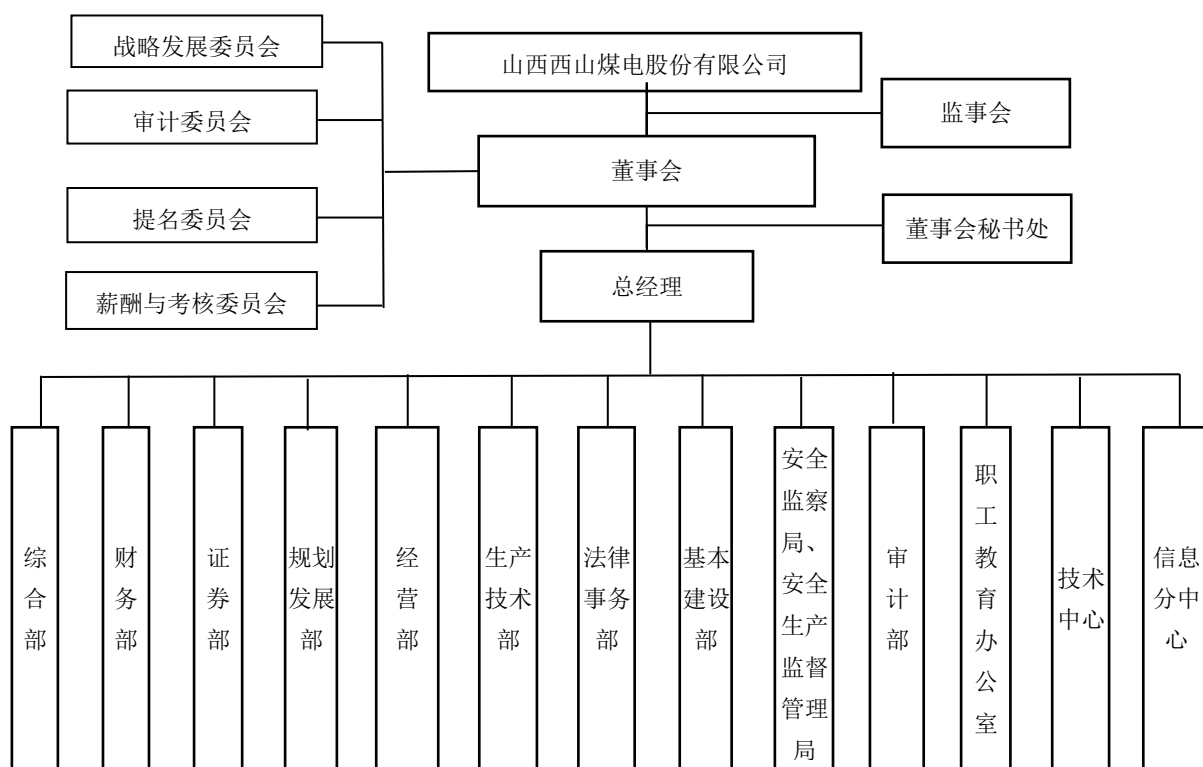 战略发展委员会
山西西山煤电股份有限公司
审计委员会
监事会
董事会
提名委员会
董事会秘书处
总经理
薪酬与考核委员会
综
合
部
财
务
部
证
券
部
规划
发展
部
经
营
部
生产
技术
部
法律
事务
部
基本
建设
部
安全
监察
局、
安全
生产
监督
管理
局
审
计
部
职
工
教
育
办
公
室
技术
中心
信息
分中
心